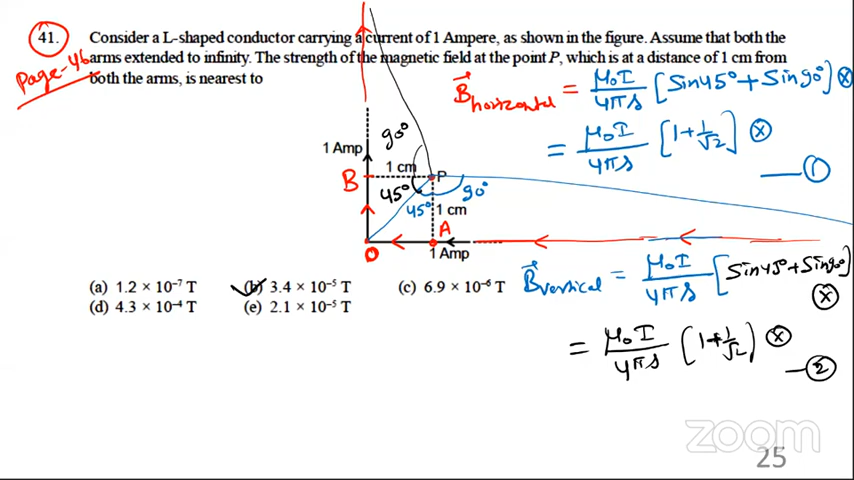 41. Consider a L-shaped conductor carrying a current of 1 Ampere, as shown in the figure. Assume that both the
Page-46 arms extended to infinity. The strength of the magnetic field at the point P, which is at a distance of 1 cm from
both the arms, is nearest to
B⃗horizontal = μ₀I/4πs [Sin45° + Sin90°] ⊗
= μ₀I/4πs [1+1/√2] ⊗
—①
90°
1 Amp
1 cm
B
P
45°
90°
45°
1 cm
A
O
1 Amp
(a) 1.2 × 10⁻⁷ T (b) 3.4 × 10⁻⁵ T (c) 6.9 × 10⁻⁶ T
(d) 4.3 × 10⁻⁴ T (e) 2.1 × 10⁻⁵ T
B⃗vertical = μ₀I/4πs [Sin45° + Sin90°] ⊗
= μ₀I/4πs [1+1/√2] ⊗
—②
zoom
25